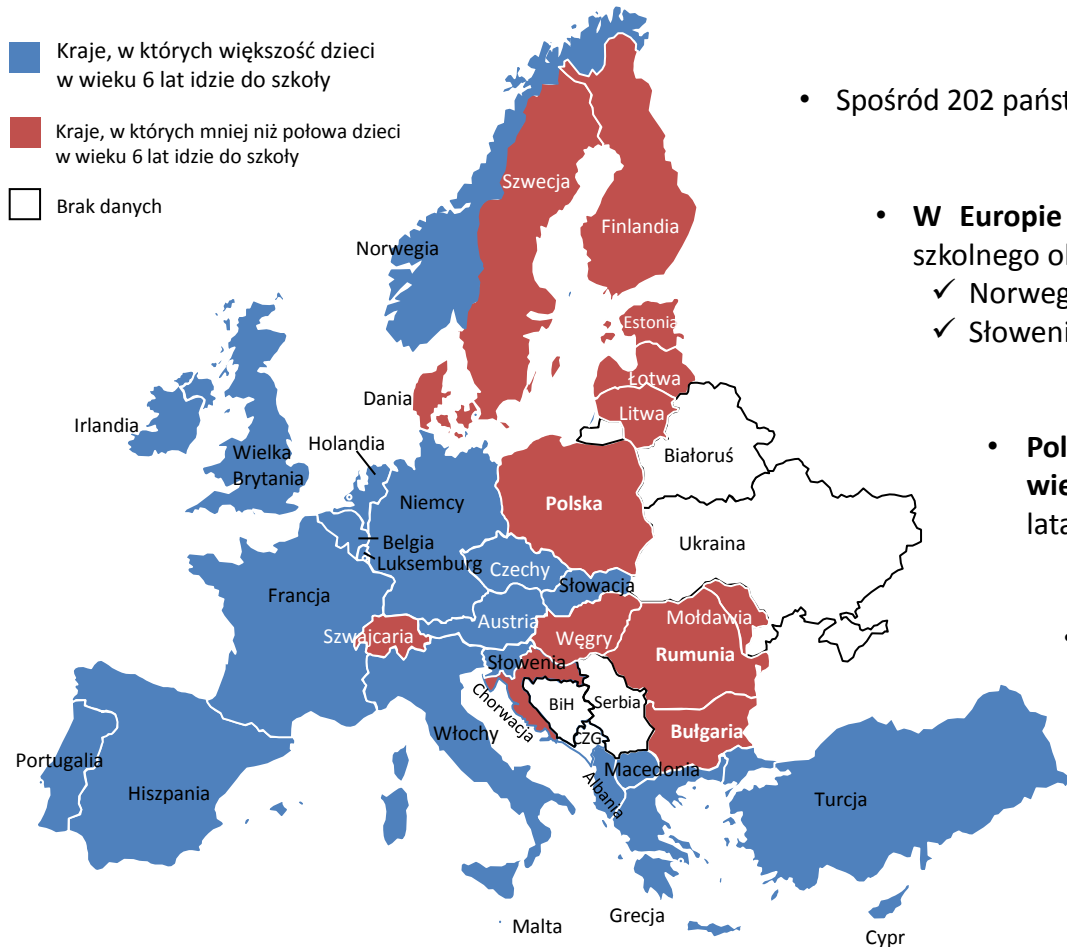 Kraje, w których większość dzieci
w wieku 6 lat idzie do szkoły
Kraje, w których mniej niż połowa dzieci
w wieku 6 lat idzie do szkoły
Brak danych
• Spośród 202 państ
• W Europie
szkolnego ob
✓ Norweg
✓ Słoweni
• Pol
wie
lata
•
Szwecja
Finlandia
Norwegia
Estonia
Łotwa
Dania
Litwa
Irlandia
Holandia
Wielka
Brytania
Białoruś
Niemcy
Polska
Belgia
Ukraina
Luksemburg
Czechy
Słowacja
Francja
Austria
Mołdawia
Szwajcaria
Węgry
Słowenia
Rumunia
BiH
Serbia
Chorwacja
Włochy
CZG
Bułgaria
Portugalia
Macedonia
Hiszpania
Albania
Turcja
Malta
Grecja
Cypr